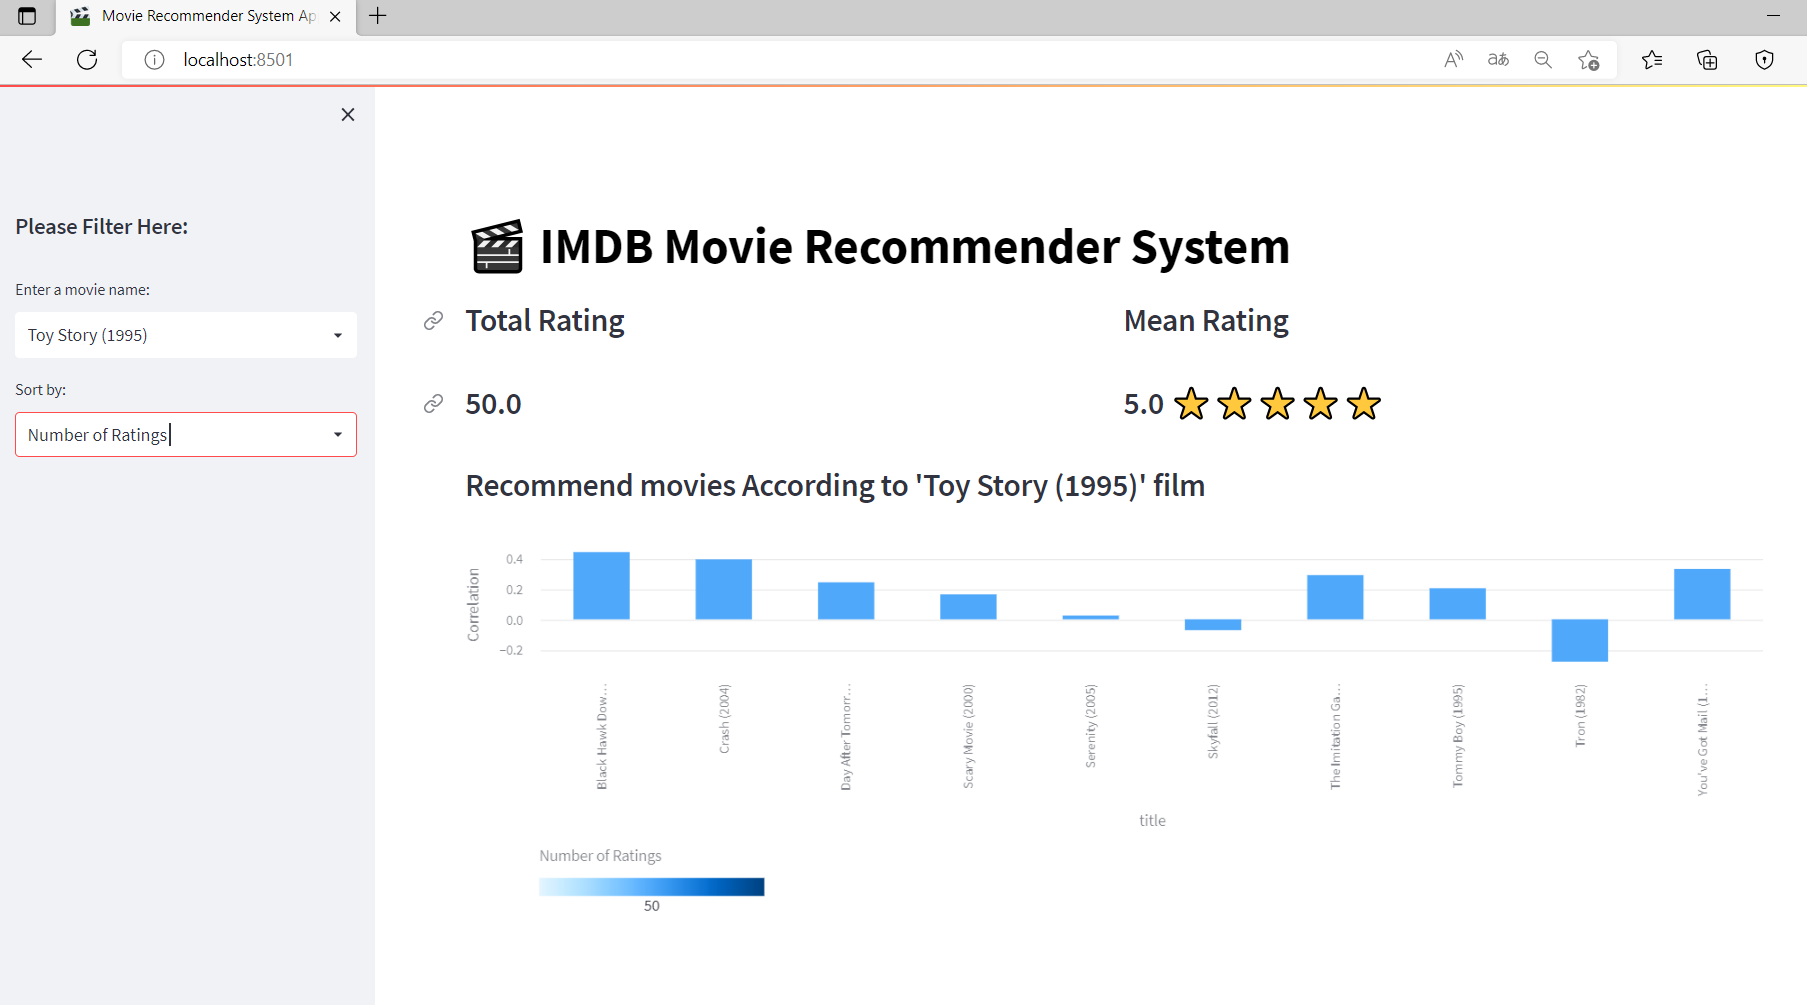 Movie Recommender System Ap
localhost:8501
Please Filter Here:
Enter a movie name:
Toy Story (1995)
Sort by:
Number of Ratings
IMDB Movie Recommender System
Total Rating
Mean Rating
50.0
5.0
Recommend movies According to 'Toy Story (1995)' film
Correlation
0.4
0.2
0.0
−0.2
Black Hawk Dow…
Crash (2004)
Day After Tomorr…
Scary Movie (2000)
Serenity (2005)
Skyfall (2012)
The Imitation Ga…
Tommy Boy (1995)
Tron (1982)
You've Got Mail (1…
title
Number of Ratings
50